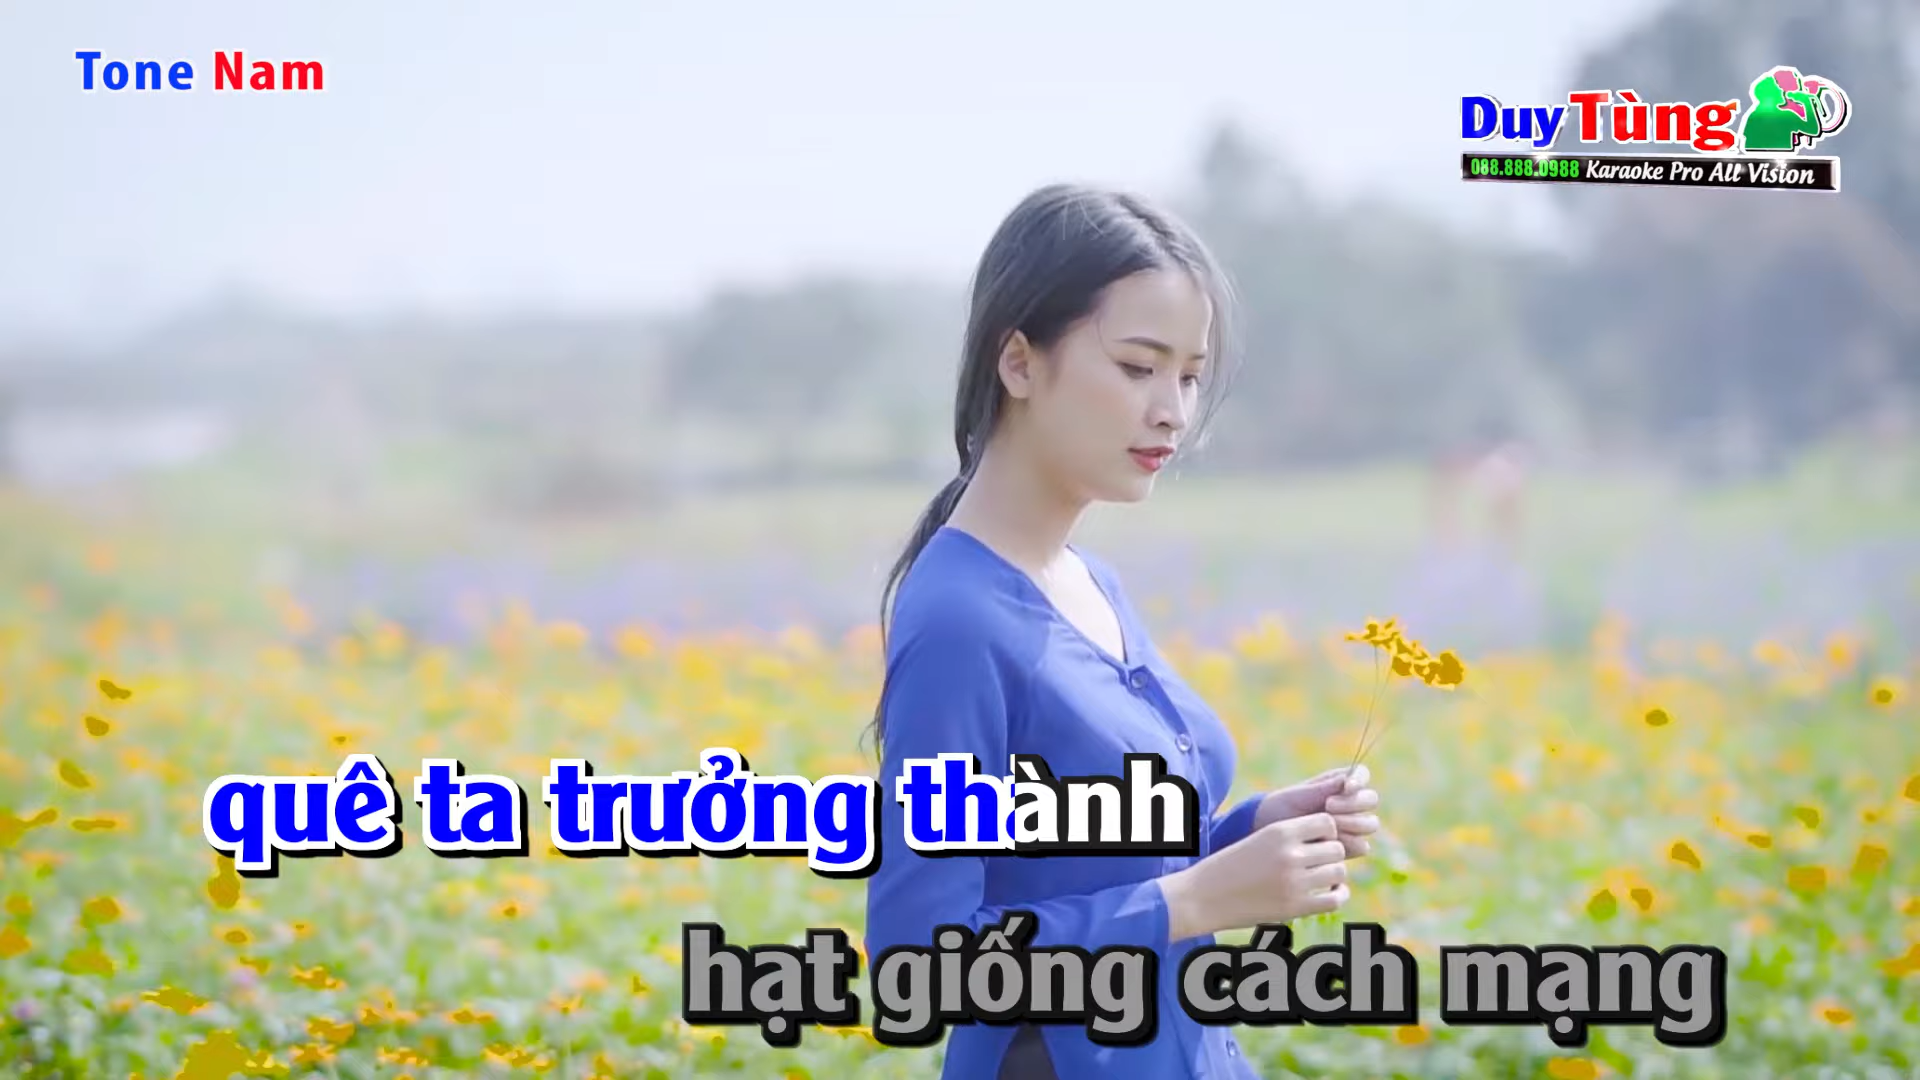 Tone Nam
Duy Tùng
088.888.0988 Karaoke Pro All Vision
quê ta trưởng thành
hạt giống cách mạng